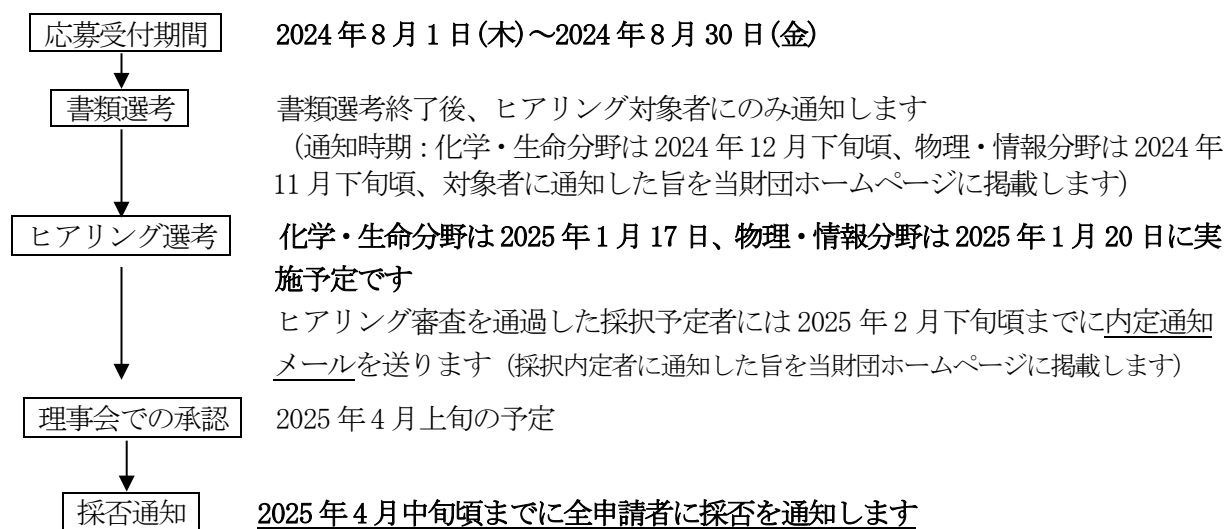 応募受付期間 2024年8月1日(木)～2024年8月30日(金)
書類選考 書類選考終了後、ヒアリング対象者にのみ通知します
（通知時期：化学・生命分野は2024年12月下旬頃、物理・情報分野は2024年
11月下旬頃、対象者に通知した旨を当財団ホームページに掲載します）
ヒアリング選考 化学・生命分野は2025年1月17日、物理・情報分野は2025年1月20日に実
施予定です
ヒアリング審査を通過した採択予定者には2025年2月下旬頃までに内定通知
メールを送ります（採択内定者に通知した旨を当財団ホームページに掲載します）
理事会での承認 2025年4月上旬の予定
採否通知 2025年4月中旬頃までに全申請者に採否を通知します